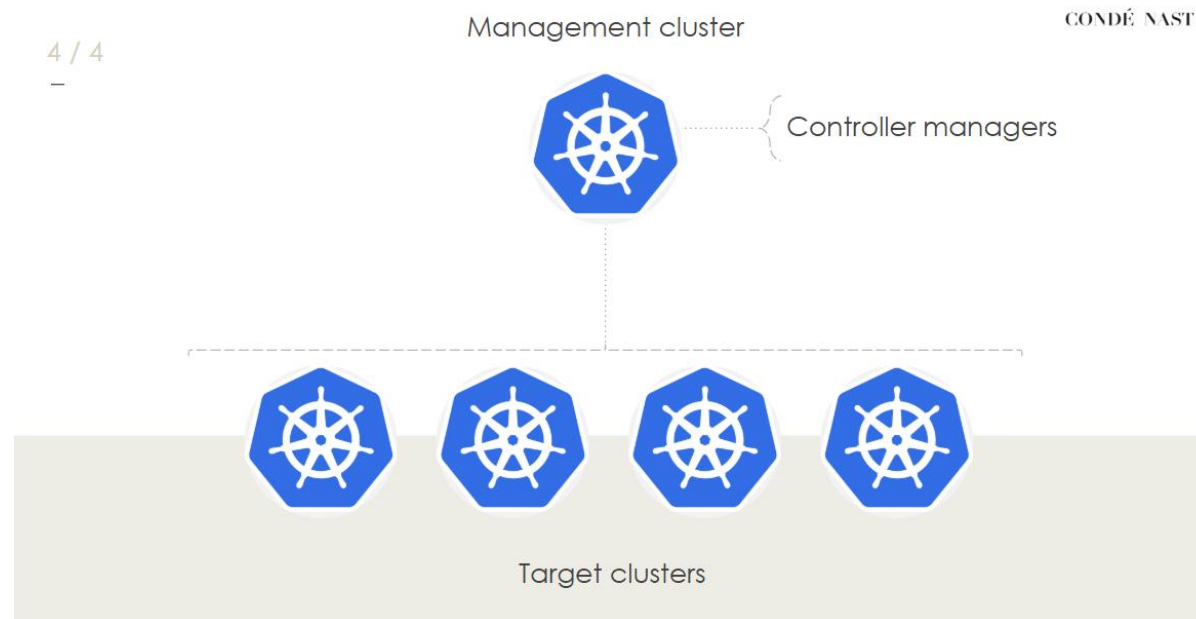 Management cluster
CONDÉ NAST
4 / 4
Controller managers
Target clusters